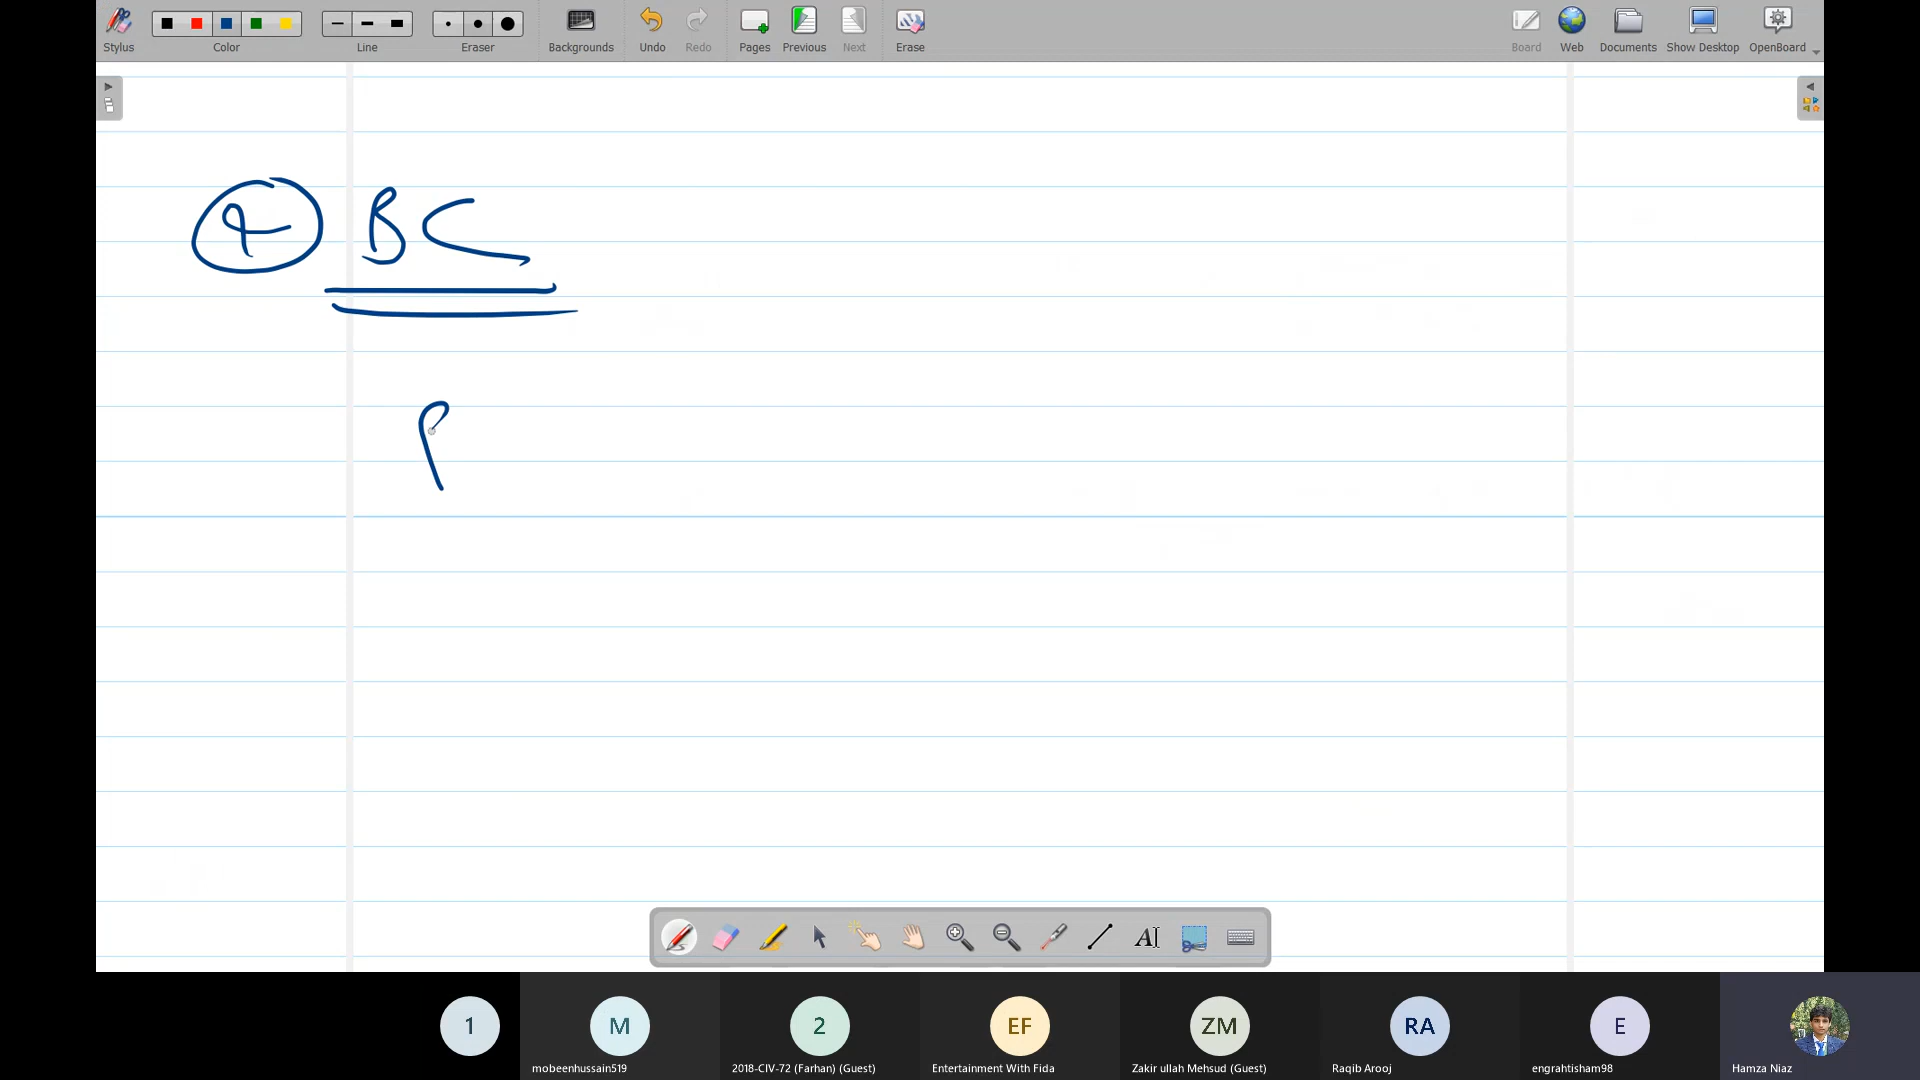 Stylus Color Line Eraser Backgrounds Undo Redo Pages Previous Next Erase Board Web Documents Show Desktop OpenBoard
BC
P
A
1 M 2 EF ZM RA E
mobeenhussain519 2018-CIV-72 (Farhan) (Guest) Entertainment With Fida Zakir ullah Mehsud (Guest) Raqib Arooj engrahtisham98 Hamza Niaz